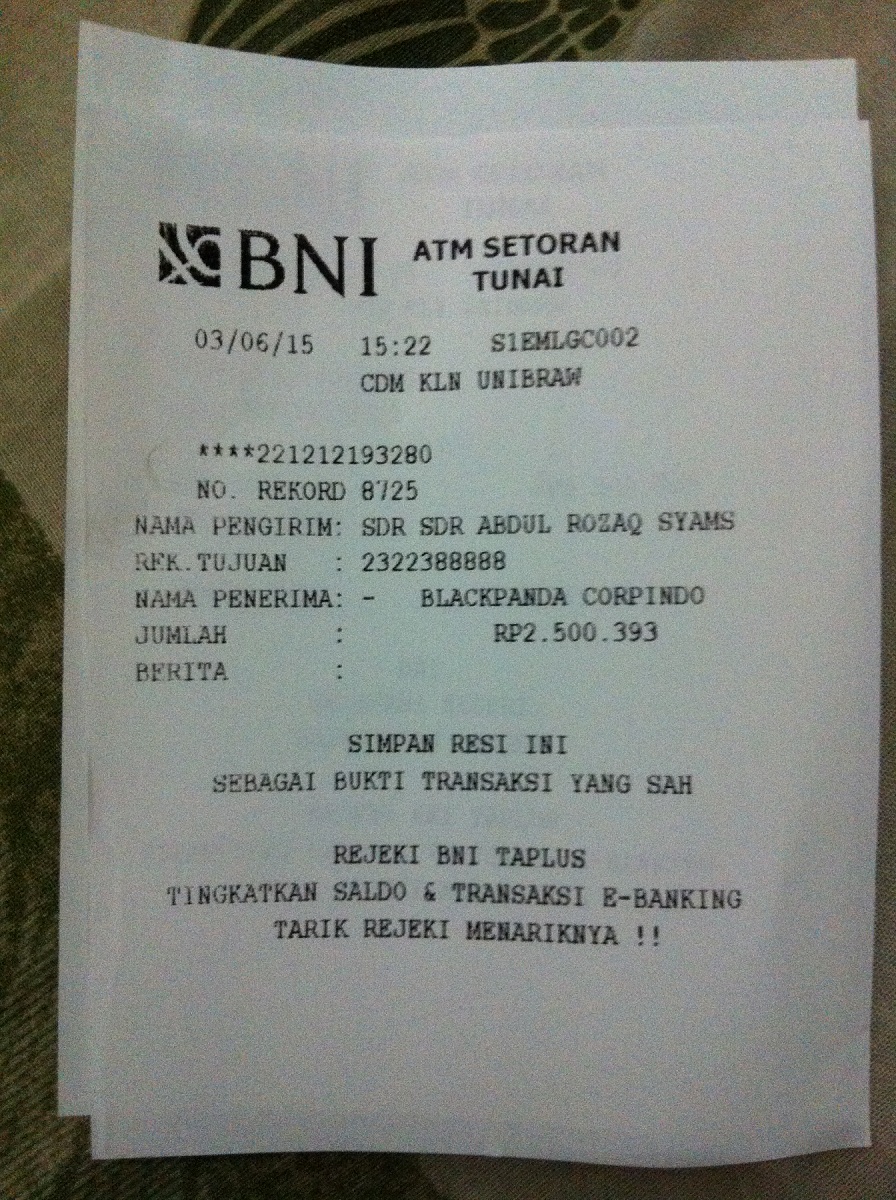 BNI ATM SETORAN
TUNAI
03/06/15 15:22 S1EMLGC002
CDM KLN UNIBRAW
****221212193280
NO. REKORD 8725
NAMA PENGIRIM: SDR SDR ABDUL ROZAQ SYAMS
REK.TUJUAN : 2322388888
NAMA PENERIMA: - BLACKPANDA CORPINDO
JUMLAH : RP2.500.393
BERITA :
SIMPAN RESI INI
SEBAGAI BUKTI TRANSAKSI YANG SAH
REJEKI BNI TAPLUS
TINGKATKAN SALDO & TRANSAKSI E-BANKING
TARIK REJEKI MENARIKNYA !!